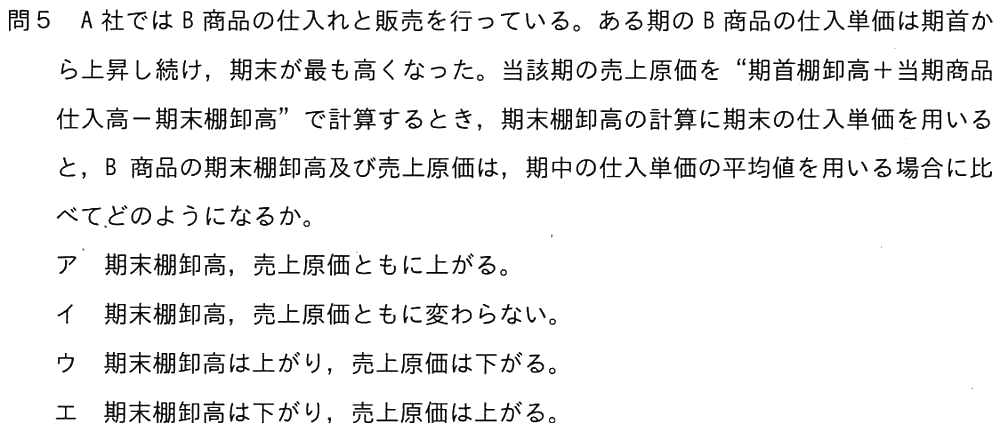 問5　A社ではB商品の仕入れと販売を行っている。ある期のB商品の仕入単価は期首か
ら上昇し続け，期末が最も高くなった。当該期の売上原価を“期首棚卸高＋当期商品
仕入高－期末棚卸高”で計算するとき，期末棚卸高の計算に期末の仕入単価を用いる
と，B 商品の期末棚卸高及び売上原価は，期中の仕入単価の平均値を用いる場合に比
べてどのようになるか。
ア　期末棚卸高，売上原価ともに上がる。
イ　期末棚卸高，売上原価ともに変わらない。
ウ　期末棚卸高は上がり，売上原価は下がる。
エ　期末棚卸高は下がり，売上原価は上がる。